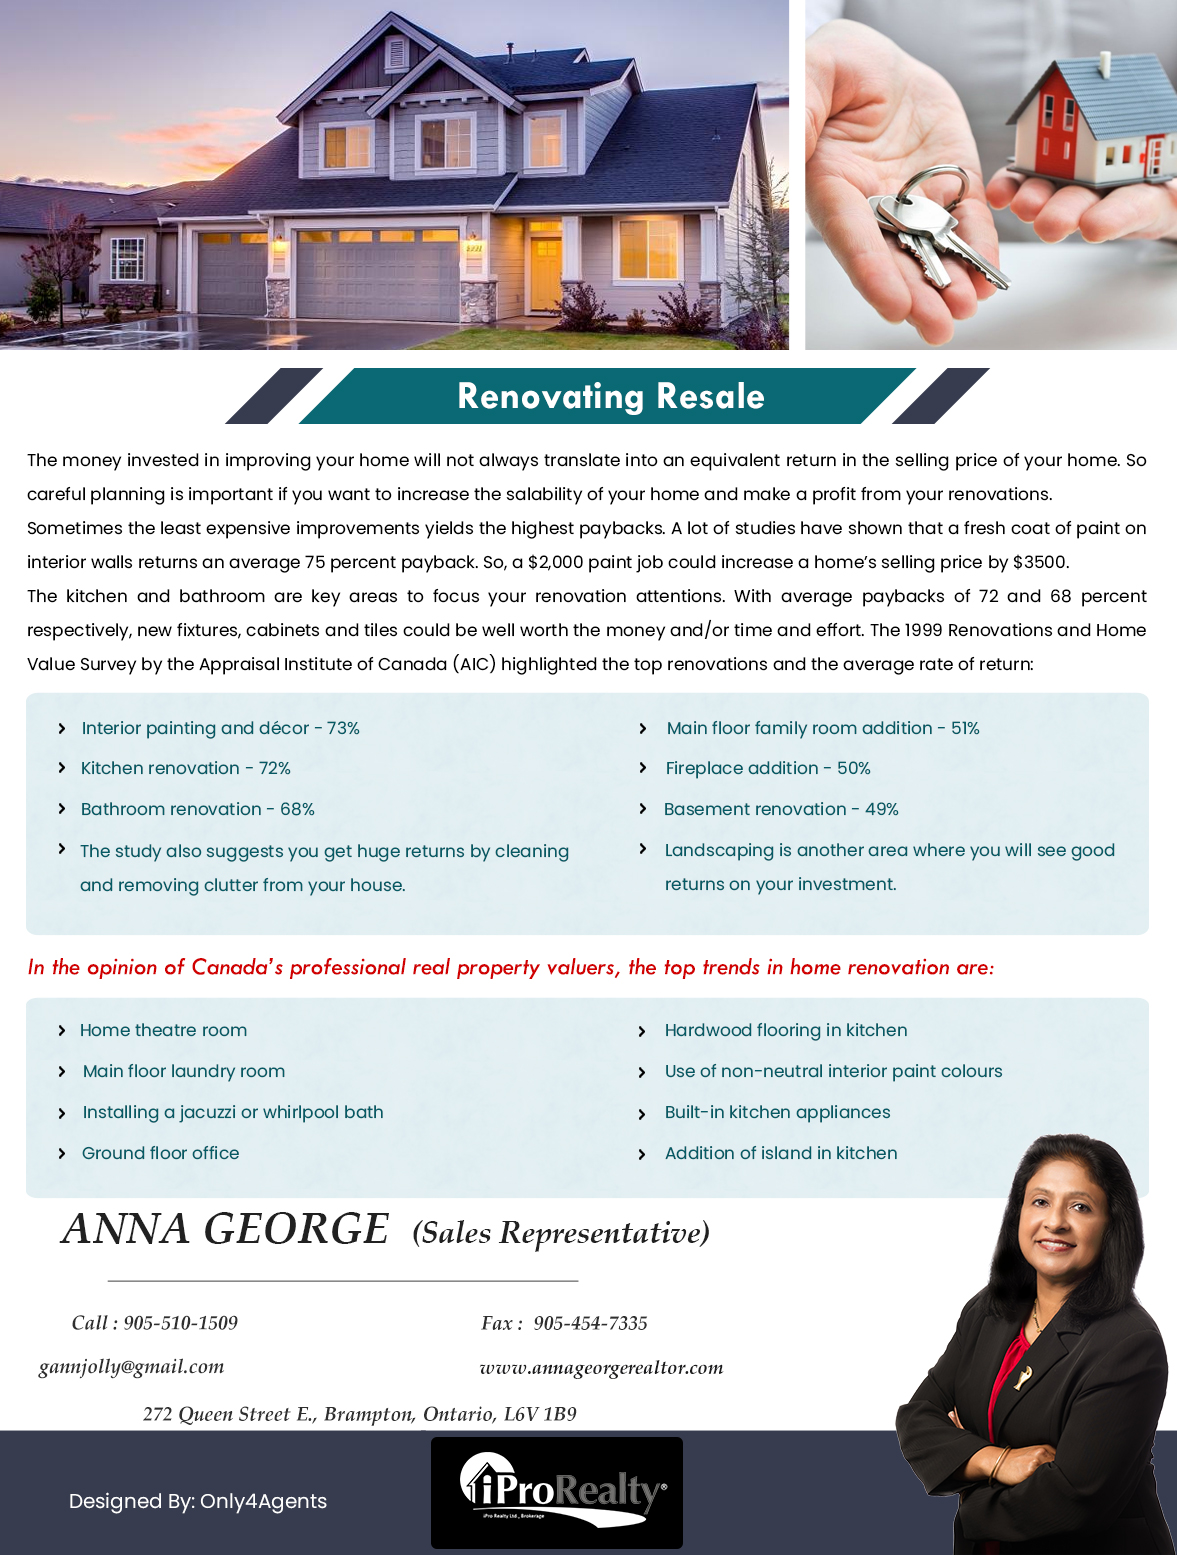 Renovating Resale
The money invested in improving your home will not always translate into an equivalent return in the selling price of your home. So
careful planning is important if you want to increase the salability of your home and make a profit from your renovations.
Sometimes the least expensive improvements yields the highest paybacks. A lot of studies have shown that a fresh coat of paint on
interior walls returns an average 75 percent payback. So, a $2,000 paint job could increase a home’s selling price by $3500.
The kitchen and bathroom are key areas to focus your renovation attentions. With average paybacks of 72 and 68 percent
respectively, new fixtures, cabinets and tiles could be well worth the money and/or time and effort. The 1999 Renovations and Home
Value Survey by the Appraisal Institute of Canada (AIC) highlighted the top renovations and the average rate of return:
Interior painting and décor - 73%
Kitchen renovation - 72%
Bathroom renovation - 68%
The study also suggests you get huge returns by cleaning
and removing clutter from your house.
Main floor family room addition - 51%
Fireplace addition - 50%
Basement renovation - 49%
Landscaping is another area where you will see good
returns on your investment.
In the opinion of Canada’s professional real property valuers, the top trends in home renovation are:
Home theatre room
Main floor laundry room
Installing a jacuzzi or whirlpool bath
Ground floor office
Hardwood flooring in kitchen
Use of non-neutral interior paint colours
Built-in kitchen appliances
Addition of island in kitchen
ANNA GEORGE (Sales Representative)
Call : 905-510-1509
Fax : 905-454-7335
gannjolly@gmail.com
www.annageorgerealtor.com
272 Queen Street E., Brampton, Ontario, L6V 1B9
Designed By: Only4Agents
iProRealty®
iPro Realty Ltd., Brokerage